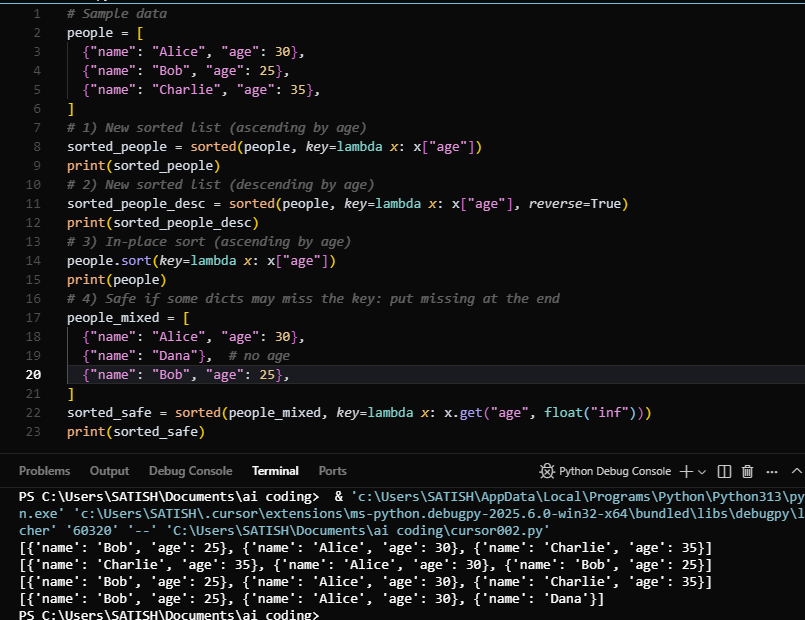 1 # Sample data
2 people = [
3 {"name": "Alice", "age": 30},
4 {"name": "Bob", "age": 25},
5 {"name": "Charlie", "age": 35},
6 ]
7 # 1) New sorted list (ascending by age)
8 sorted_people = sorted(people, key=lambda x: x["age"])
9 print(sorted_people)
10 # 2) New sorted list (descending by age)
11 sorted_people_desc = sorted(people, key=lambda x: x["age"], reverse=True)
12 print(sorted_people_desc)
13 # 3) In-place sort (ascending by age)
14 people.sort(key=lambda x: x["age"])
15 print(people)
16 # 4) Safe if some dicts may miss the key: put missing at the end
17 people_mixed = [
18 {"name": "Alice", "age": 30},
19 {"name": "Dana"}, # no age
20 {"name": "Bob", "age": 25},
21 ]
22 sorted_safe = sorted(people_mixed, key=lambda x: x.get("age", float("inf")))
23 print(sorted_safe)
Problems Output Debug Console Terminal Ports Python Debug Console
PS C:\Users\SATISH\Documents\ai coding> & 'c:\Users\SATISH\AppData\Local\Programs\Python\Python313\py
n.exe' 'c:\Users\SATISH\.cursor\extensions\ms-python.debugpy-2025.6.0-win32-x64\bundled\libs\debugpy\l
cher' '60320' '--' 'C:\Users\SATISH\Documents\ai coding\cursor002.py'
[{'name': 'Bob', 'age': 25}, {'name': 'Alice', 'age': 30}, {'name': 'Charlie', 'age': 35}]
[{'name': 'Charlie', 'age': 35}, {'name': 'Alice', 'age': 30}, {'name': 'Bob', 'age': 25}]
[{'name': 'Bob', 'age': 25}, {'name': 'Alice', 'age': 30}, {'name': 'Charlie', 'age': 35}]
[{'name': 'Bob', 'age': 25}, {'name': 'Alice', 'age': 30}, {'name': 'Dana'}]
PS C:\Users\SATISH\Documents\ai coding>